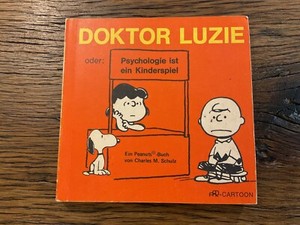 DOKTOR LUZIE
oder: Psychologie ist
ein Kinderspiel
Ein Peanuts-Buch
von Charles M. Schulz
-CARTOON